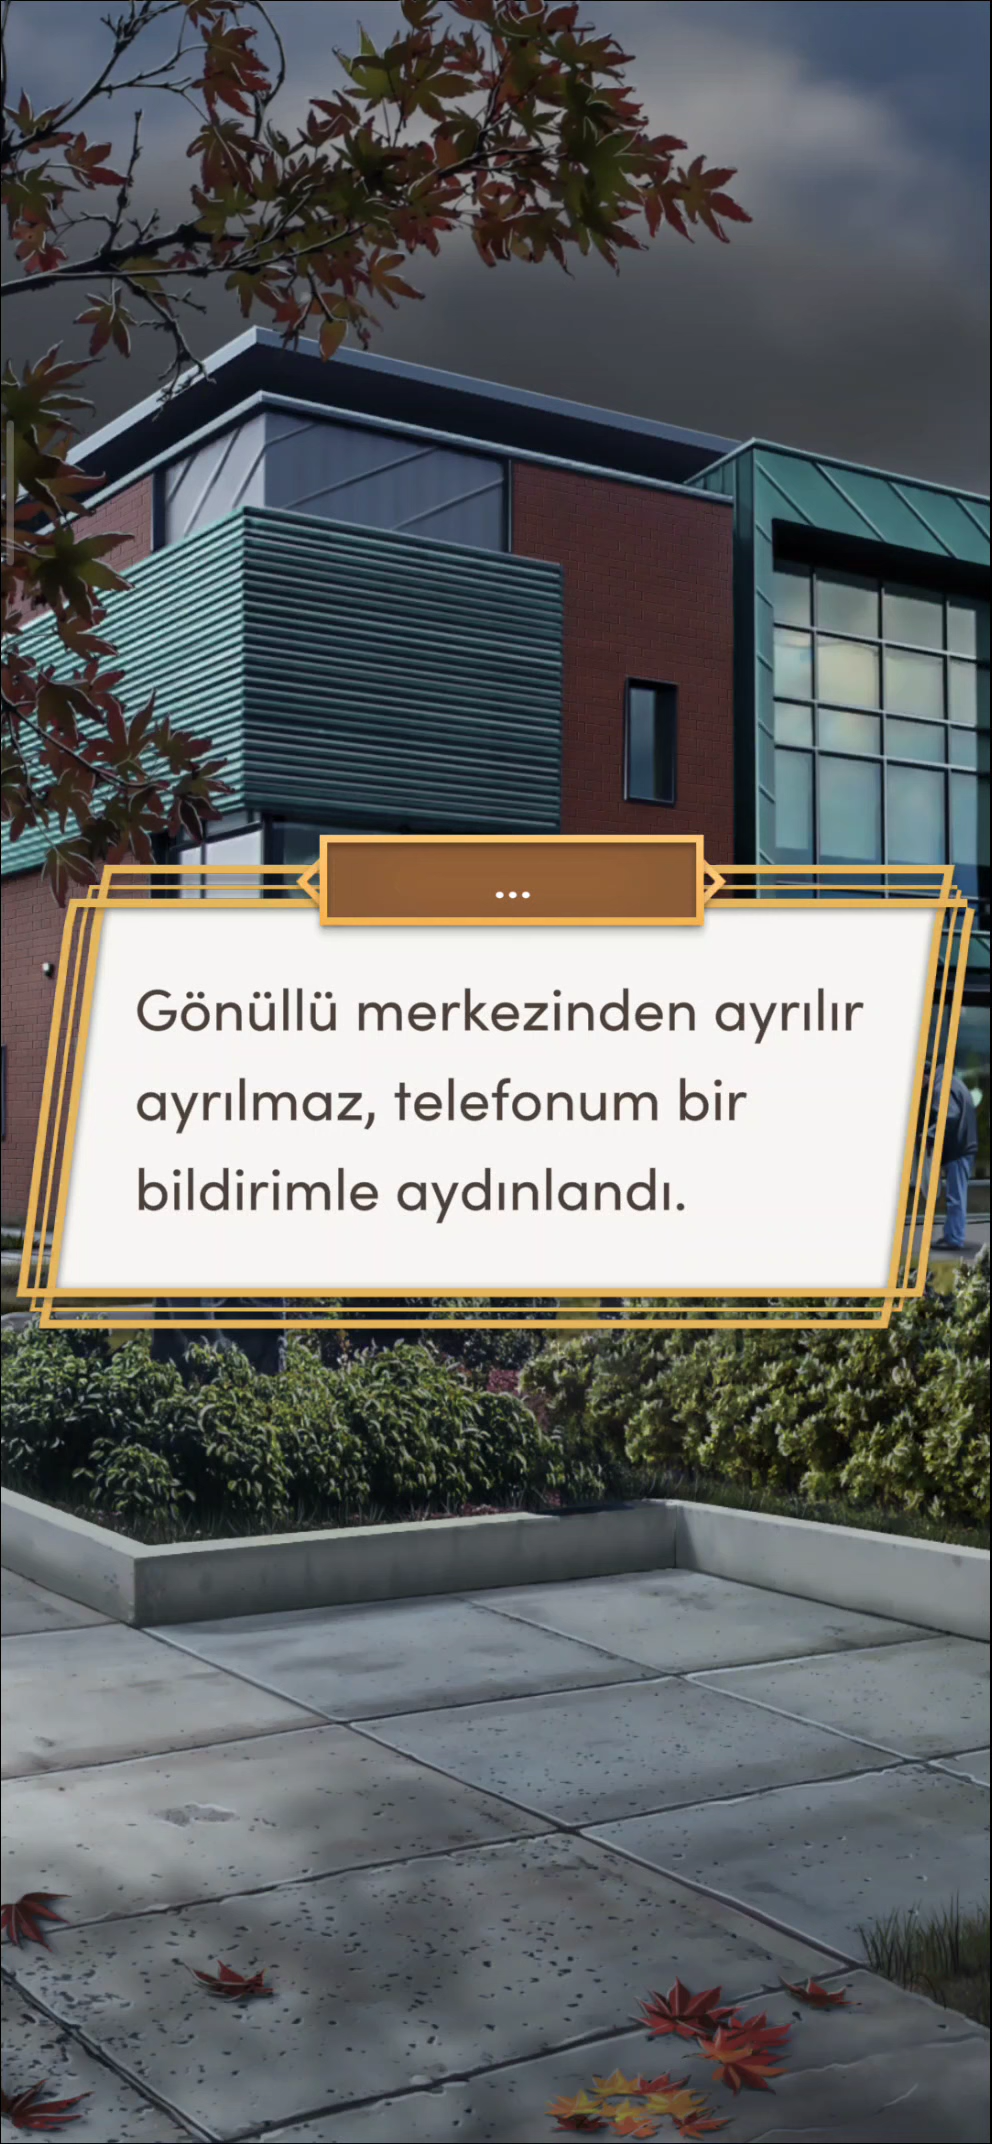 ...
Gönüllü merkezinden ayrılır
ayrılmaz, telefonum bir
bildirimle aydınlandı.